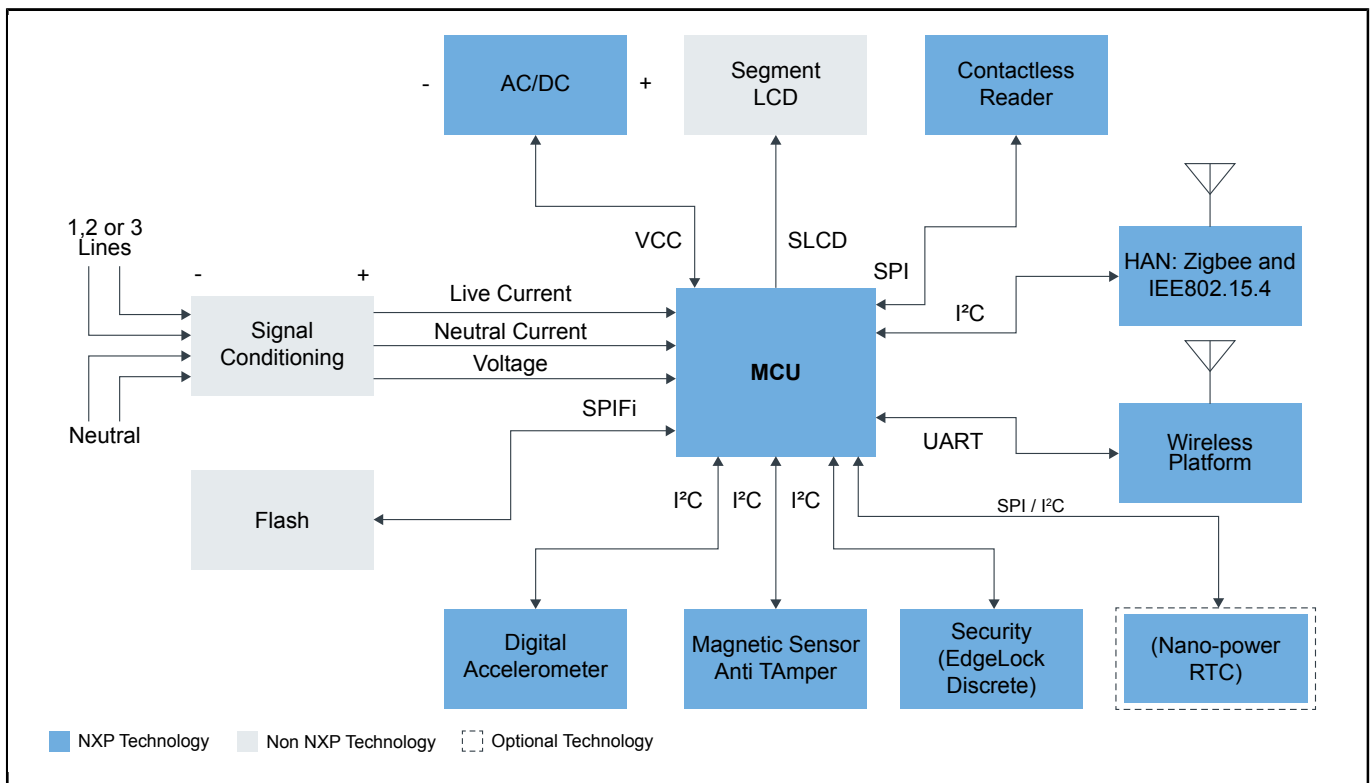 -
AC/DC
+
Segment
LCD
Contactless
Reader
1,2 or 3
Lines
-
+
VCC
SLCD
SPI
HAN: Zigbee and
IEE802.15.4
Live Current
I²C
Signal
Conditioning
Neutral Current
Voltage
MCU
Neutral
SPIFi
UART
Wireless
Platform
Flash
I²C
I²C
I²C
SPI / I²C
Digital
Accelerometer
Magnetic Sensor
Anti TAmper
Security
(EdgeLock
Discrete)
(Nano-power
RTC)
NXP Technology
Non NXP Technology
Optional Technology